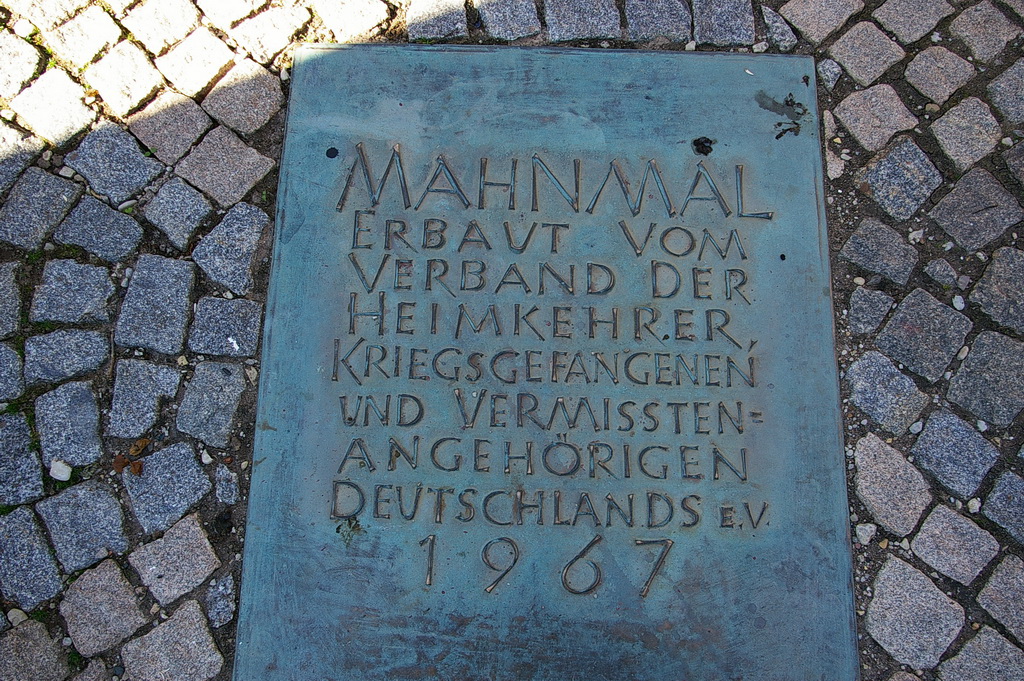 MAHNMAL
ERBAUT VOM
VERBAND DER
HEIMKEHRER,
KRIEGSGEFANGENEN
UND VERMISSTEN=
ANGEHÖRIGEN
DEUTSCHLANDS E.V.
1967